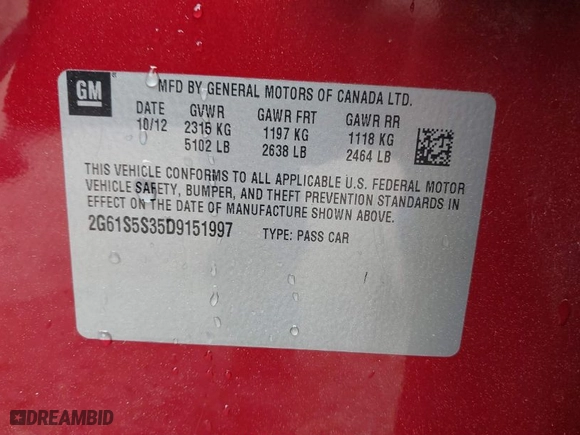 GM ®
MFD BY GENERAL MOTORS OF CANADA LTD.
DATE GVWR GAWR FRT GAWR RR
10/12 2315 KG 1197 KG 1118 KG
5102 LB 2638 LB 2464 LB
THIS VEHICLE CONFORMS TO ALL APPLICABLE U.S. FEDERAL MOTOR
VEHICLE SAFETY, BUMPER, AND THEFT PREVENTION STANDARDS IN
EFFECT ON THE DATE OF MANUFACTURE SHOWN ABOVE.
2G61S5S35D9151997 TYPE: PASS CAR
DREAMBID